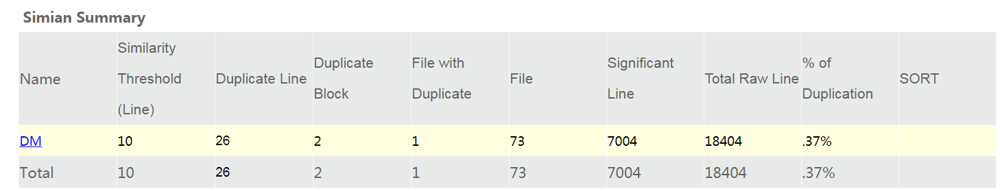 Simian Summary
Name Similarity Threshold (Line) Duplicate Line Duplicate Block File with Duplicate File Significant Line Total Raw Line % of Duplication SORT
DM 10 26 2 1 73 7004 18404 .37%
Total 10 26 2 1 73 7004 18404 .37%